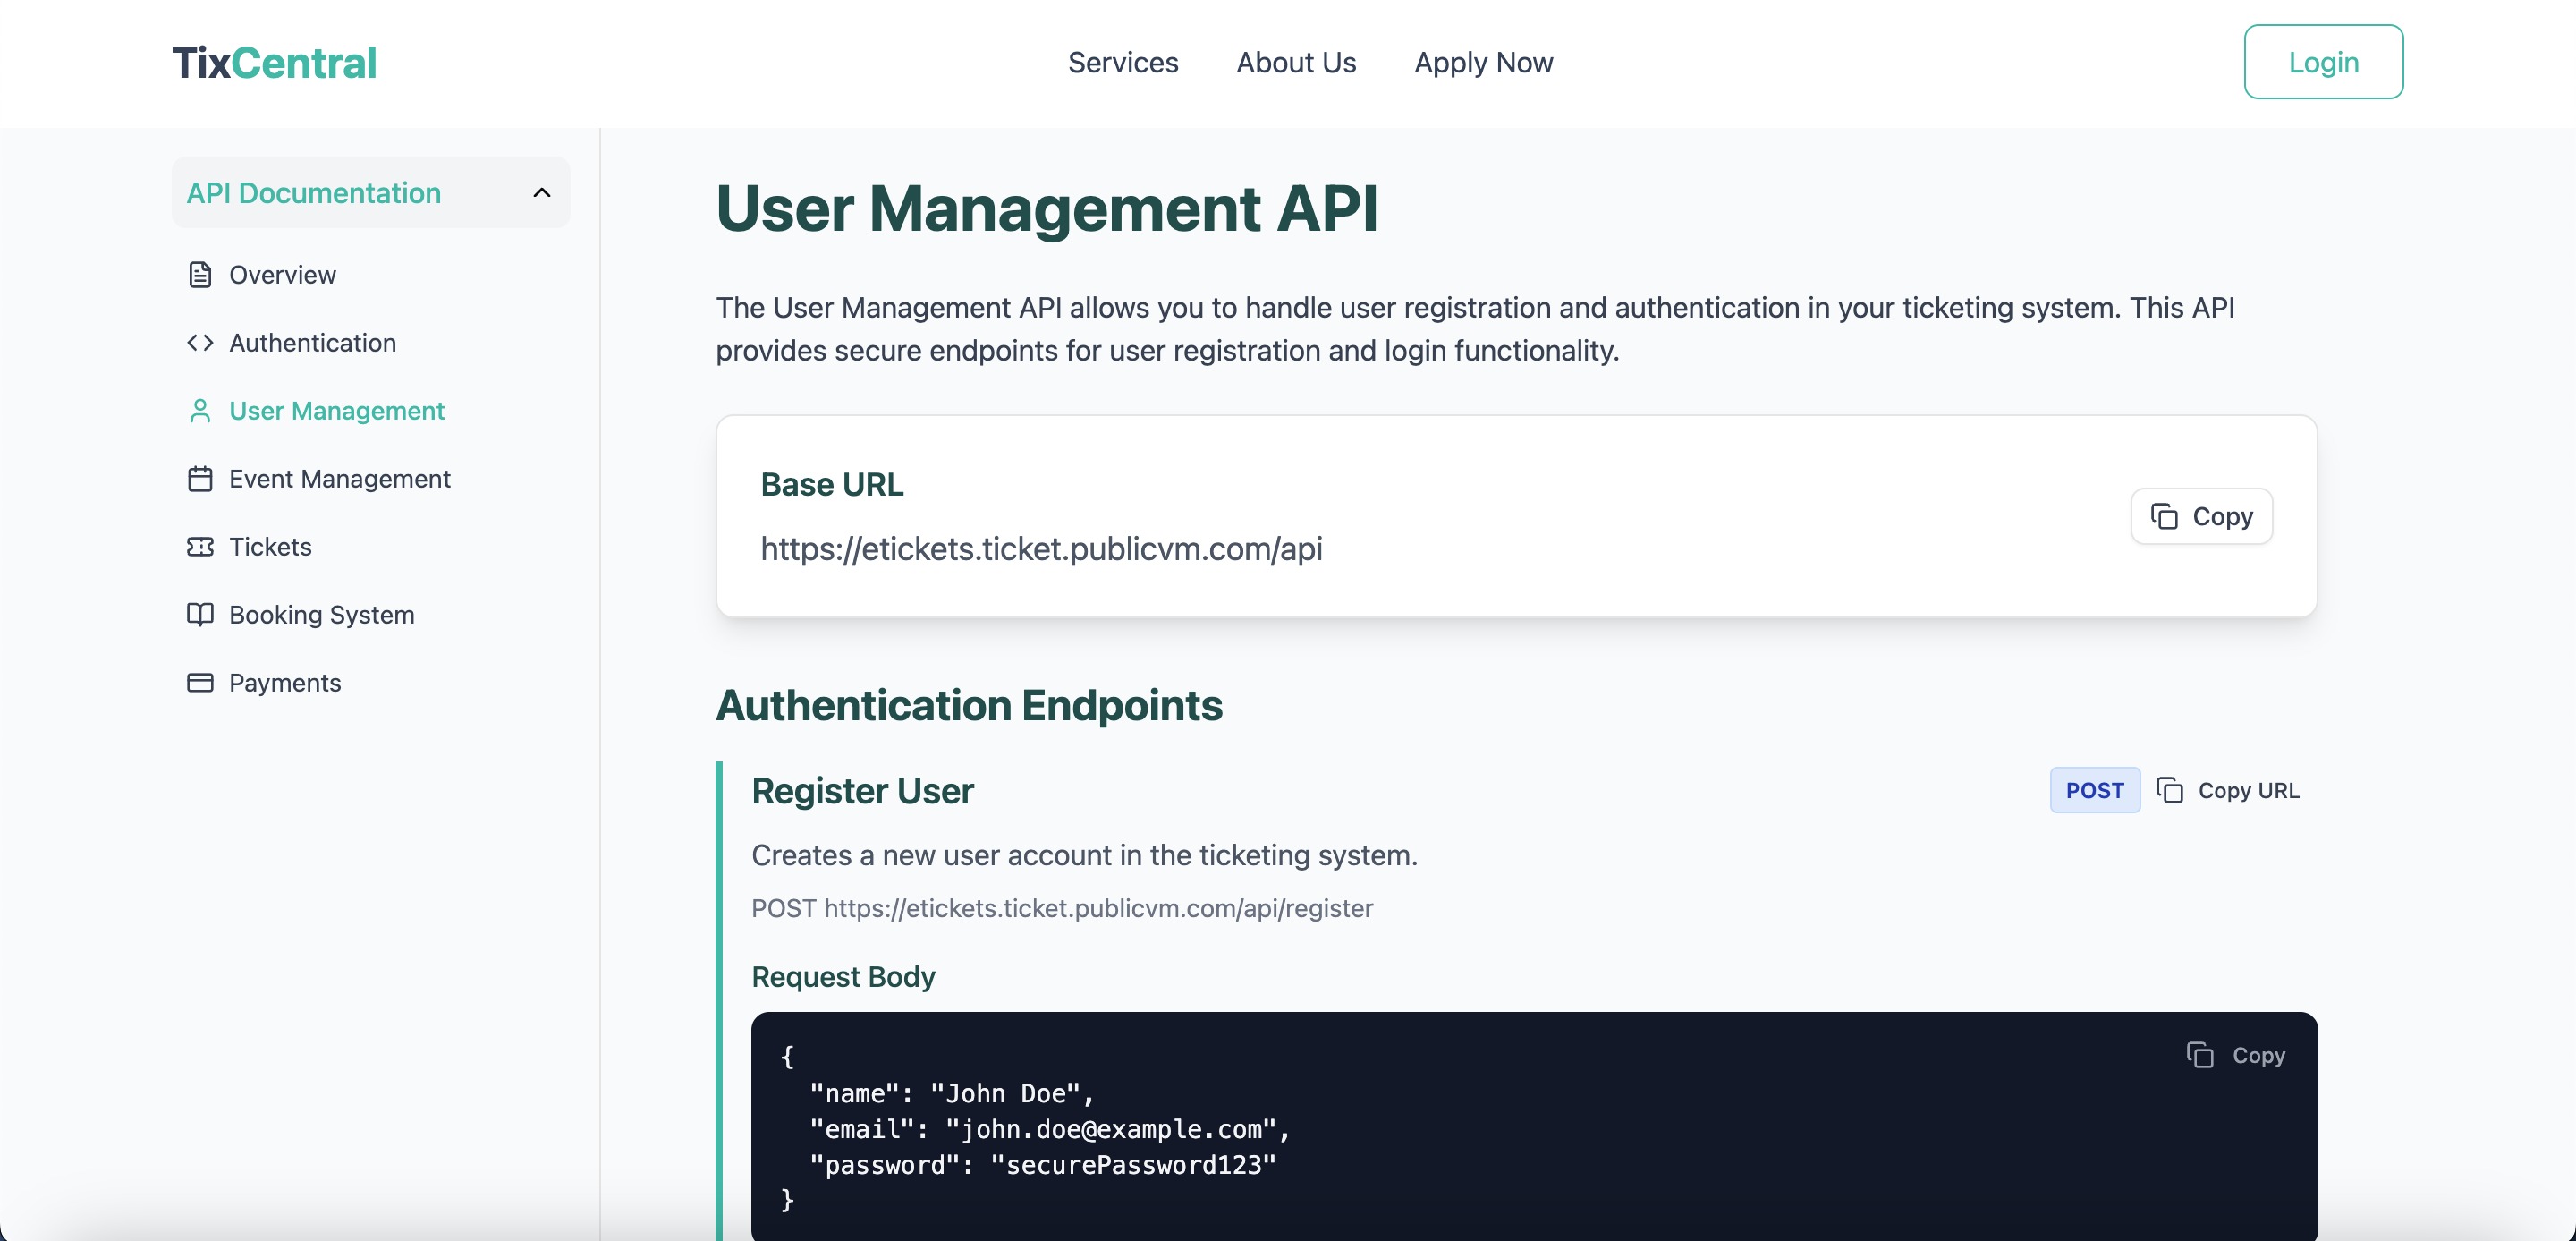 TixCentral
Services
About Us
Apply Now
Login
API Documentation
Overview
Authentication
User Management
Event Management
Tickets
Booking System
Payments
User Management API
The User Management API allows you to handle user registration and authentication in your ticketing system. This API
provides secure endpoints for user registration and login functionality.
Base URL
https://etickets.ticket.publicvm.com/api
Copy
Authentication Endpoints
Register User
POST
Copy URL
Creates a new user account in the ticketing system.
POST https://etickets.ticket.publicvm.com/api/register
Request Body
Copy
{
  "name": "John Doe",
  "email": "john.doe@example.com",
  "password": "securePassword123"
}